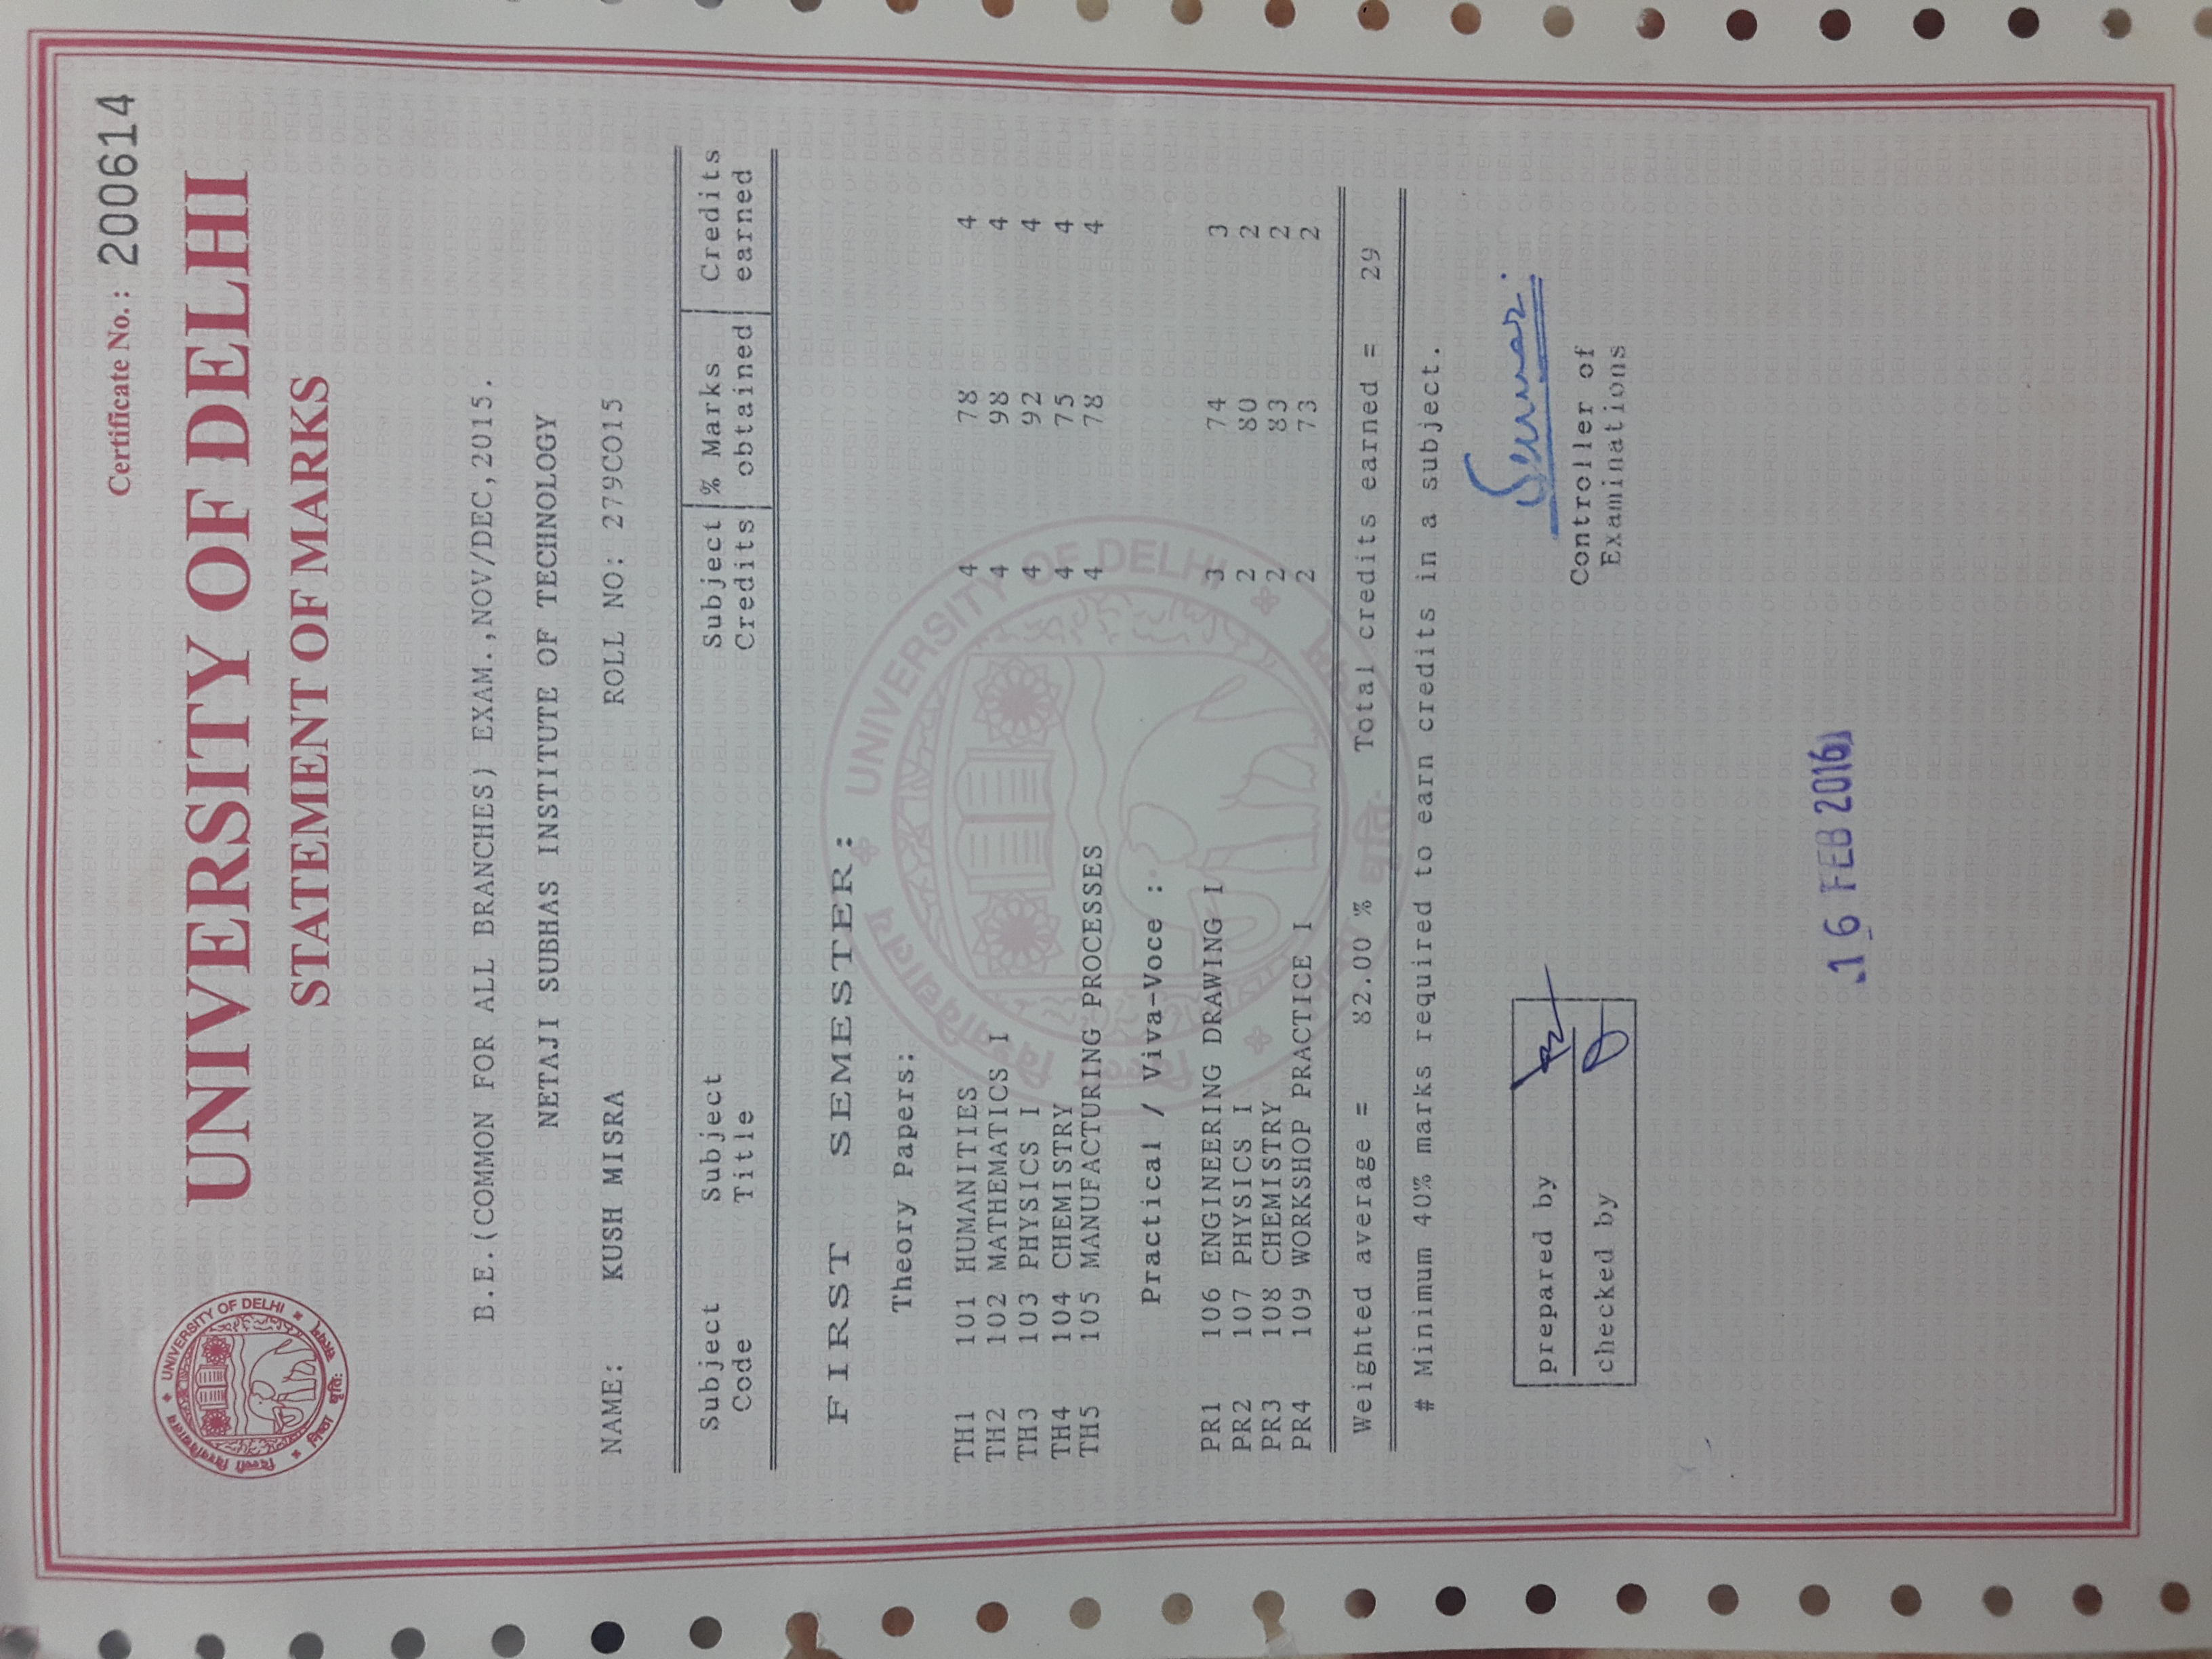 Certificate No. : 200614
दिल्ली विश्वविद्यालय UNIVERSITY OF DELHI
निष्ठा धृति: सत्यम्
UNIVERSITY OF DELHI
STATEMENT OF MARKS
B.E.(COMMON FOR ALL BRANCHES) EXAM.,NOV/DEC,2015.
NETAJI SUBHAS INSTITUTE OF TECHNOLOGY
NAME: KUSH MISRA ROLL NO: 279CO15
Subject Subject Subject % Marks Credits
Code Title Credits obtained earned
FIRST SEMESTER:
Theory Papers:
TH1 101 HUMANITIES 4 78 4
TH2 102 MATHEMATICS I 4 98 4
TH3 103 PHYSICS I 4 92 4
TH4 104 CHEMISTRY 4 75 4
TH5 105 MANUFACTURING PROCESSES 4 78 4
Practical / Viva-Voce :
PR1 106 ENGINEERING DRAWING I 3 74 3
PR2 107 PHYSICS I 2 80 2
PR3 108 CHEMISTRY 2 83 2
PR4 109 WORKSHOP PRACTICE I 2 73 2
Weighted average = 82.00 % Total credits earned = 29
# Minimum 40% marks required to earn credits in a subject.
prepared by
checked by
Controller of
Examinations
16 FEB 2016